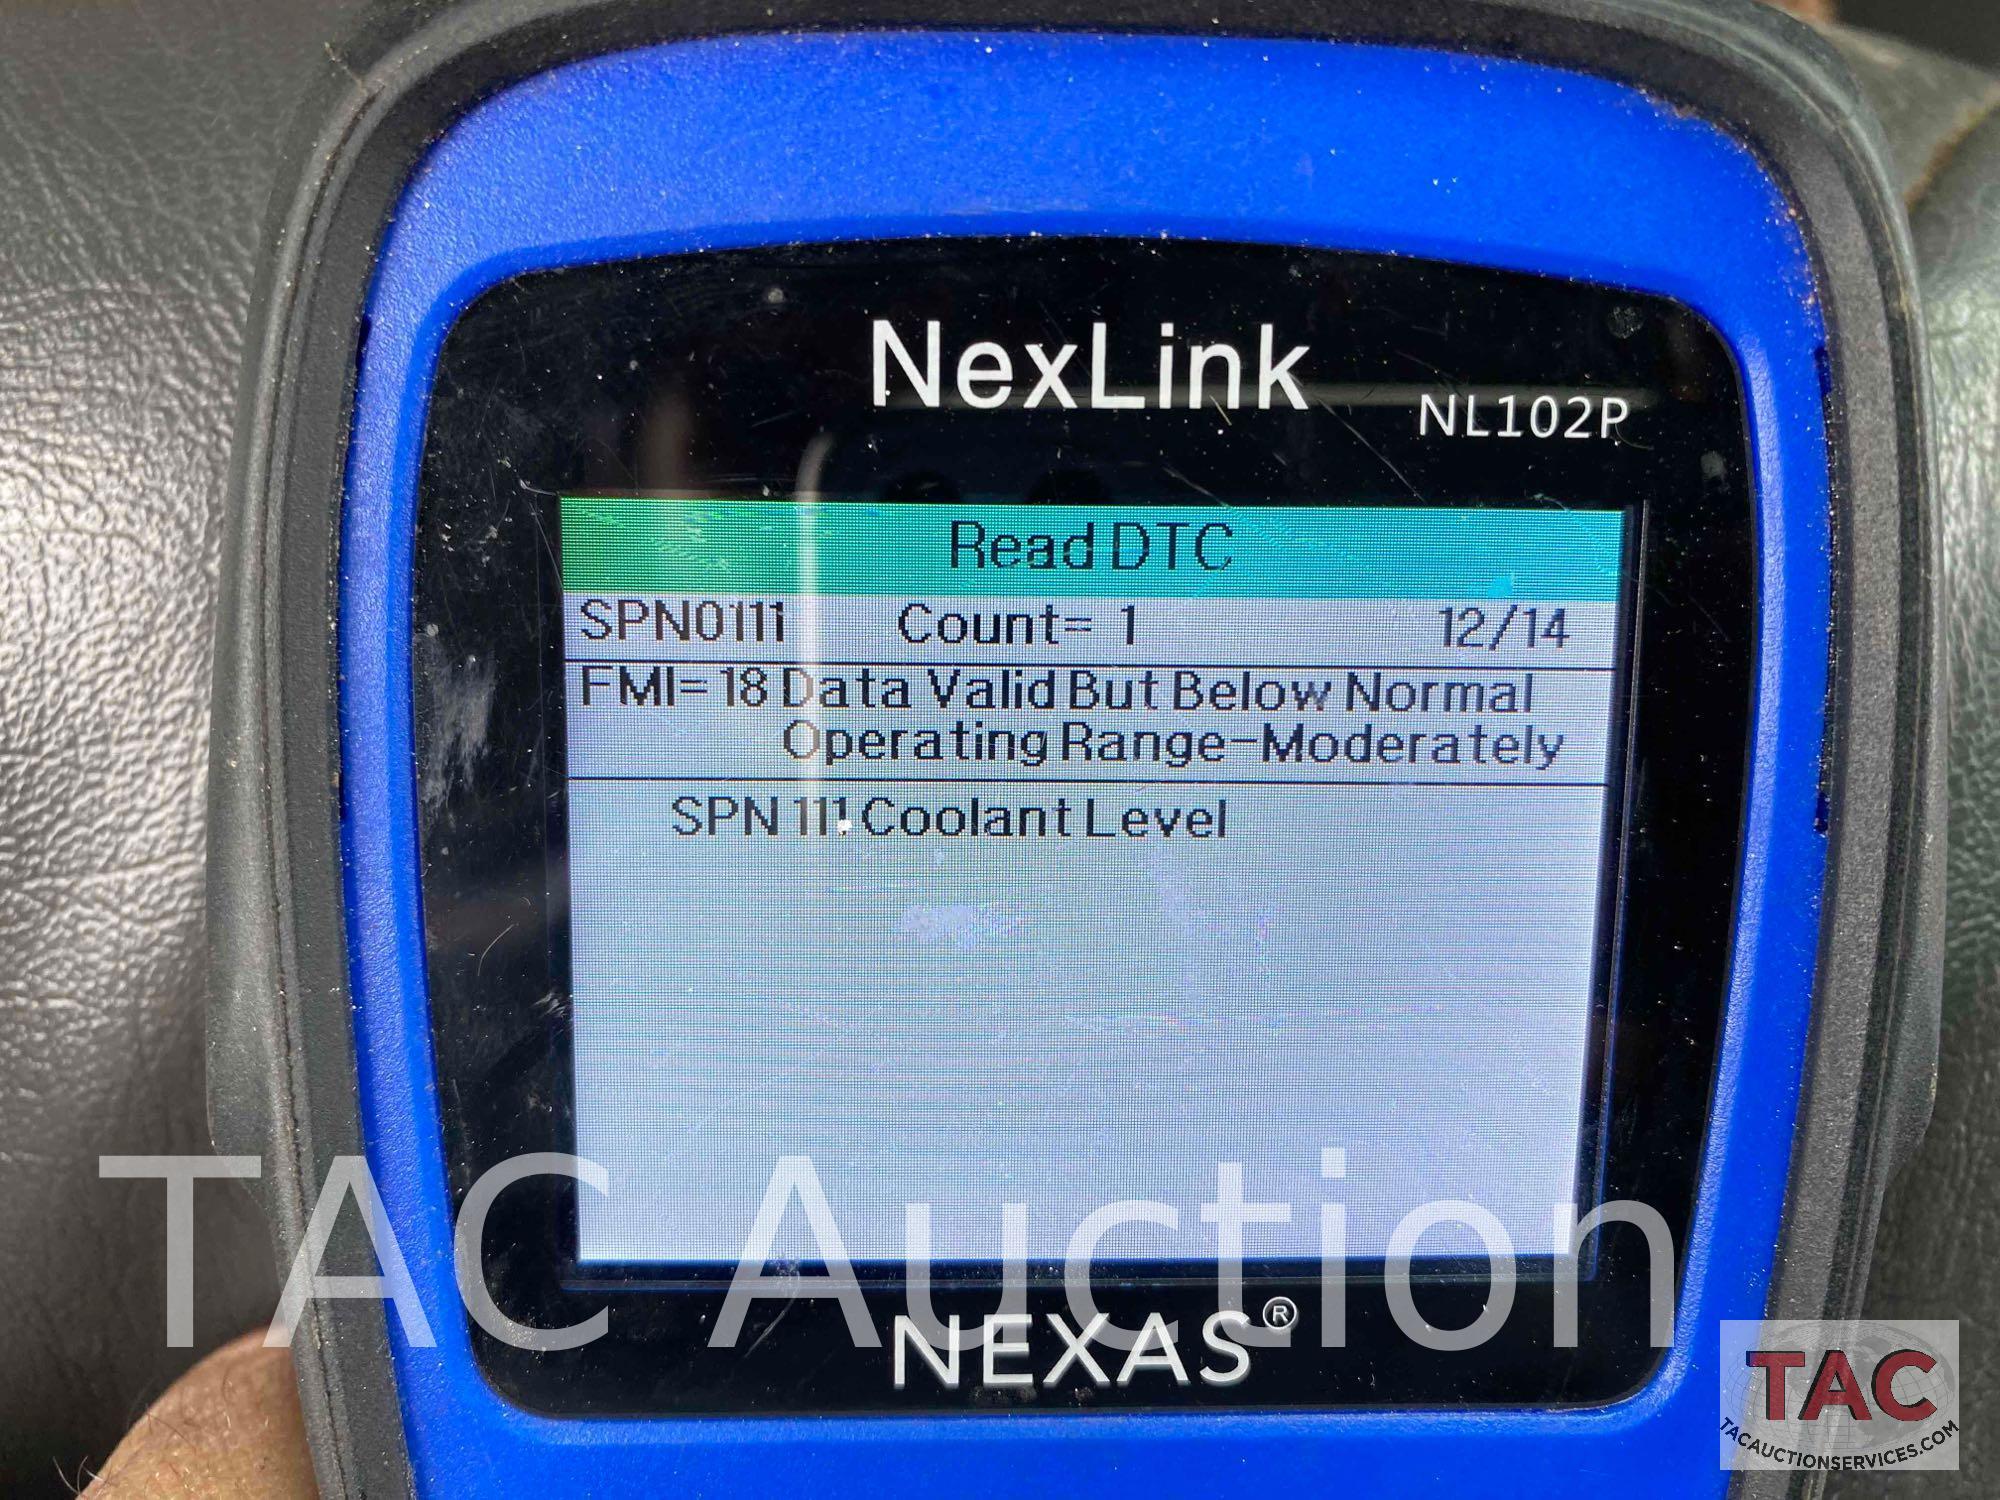 NexLink
NL102P
Read DTC
SPN0111 Count= 1 12/14
FMI= 18 Data Valid But Below Normal
Operating Range-Moderately
SPN 111 Coolant Level
TAC Auction
NEXAS®
TAC
TACAUCTIONSERVICES.COM